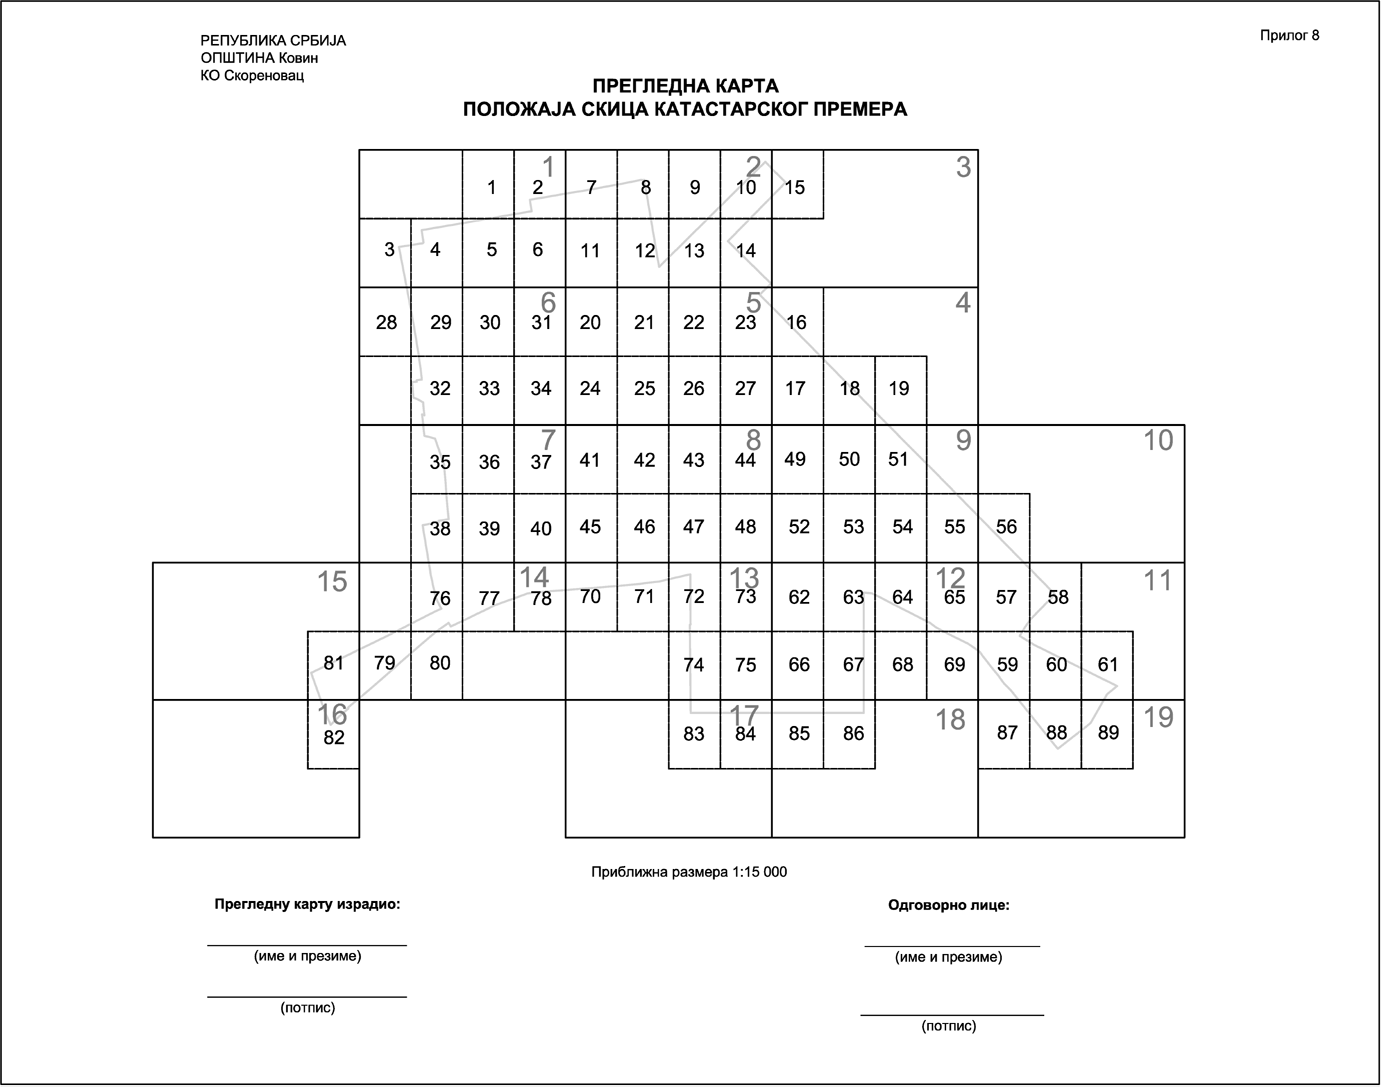 Прилог 8
РЕПУБЛИКА СРБИЈА
ОПШТИНА Ковин
КО Скореновац
ПРЕГЛЕДНА КАРТА
ПОЛОЖАЈА СКИЦА КАТАСТАРСКОГ ПРЕМЕРА
1 2 3
1 2 7 8 9 10 15
3 4 5 6 11 12 13 14
6 5 4
28 29 30 31 20 21 22 23 16
32 33 34 24 25 26 27 17 18 19
7 8 9 10
35 36 37 41 42 43 44 49 50 51
38 39 40 45 46 47 48 52 53 54 55 56
15 14 13 12 11
76 77 78 70 71 72 73 62 63 64 65 57 58
81 79 80 74 75 66 67 68 69 59 60 61
16 17 18 19
82 83 84 85 86 87 88 89
Приближна размера 1:15 000
Прегледну карту израдио: Одговорно лице:
(име и презиме) (име и презиме)
(потпис) (потпис)